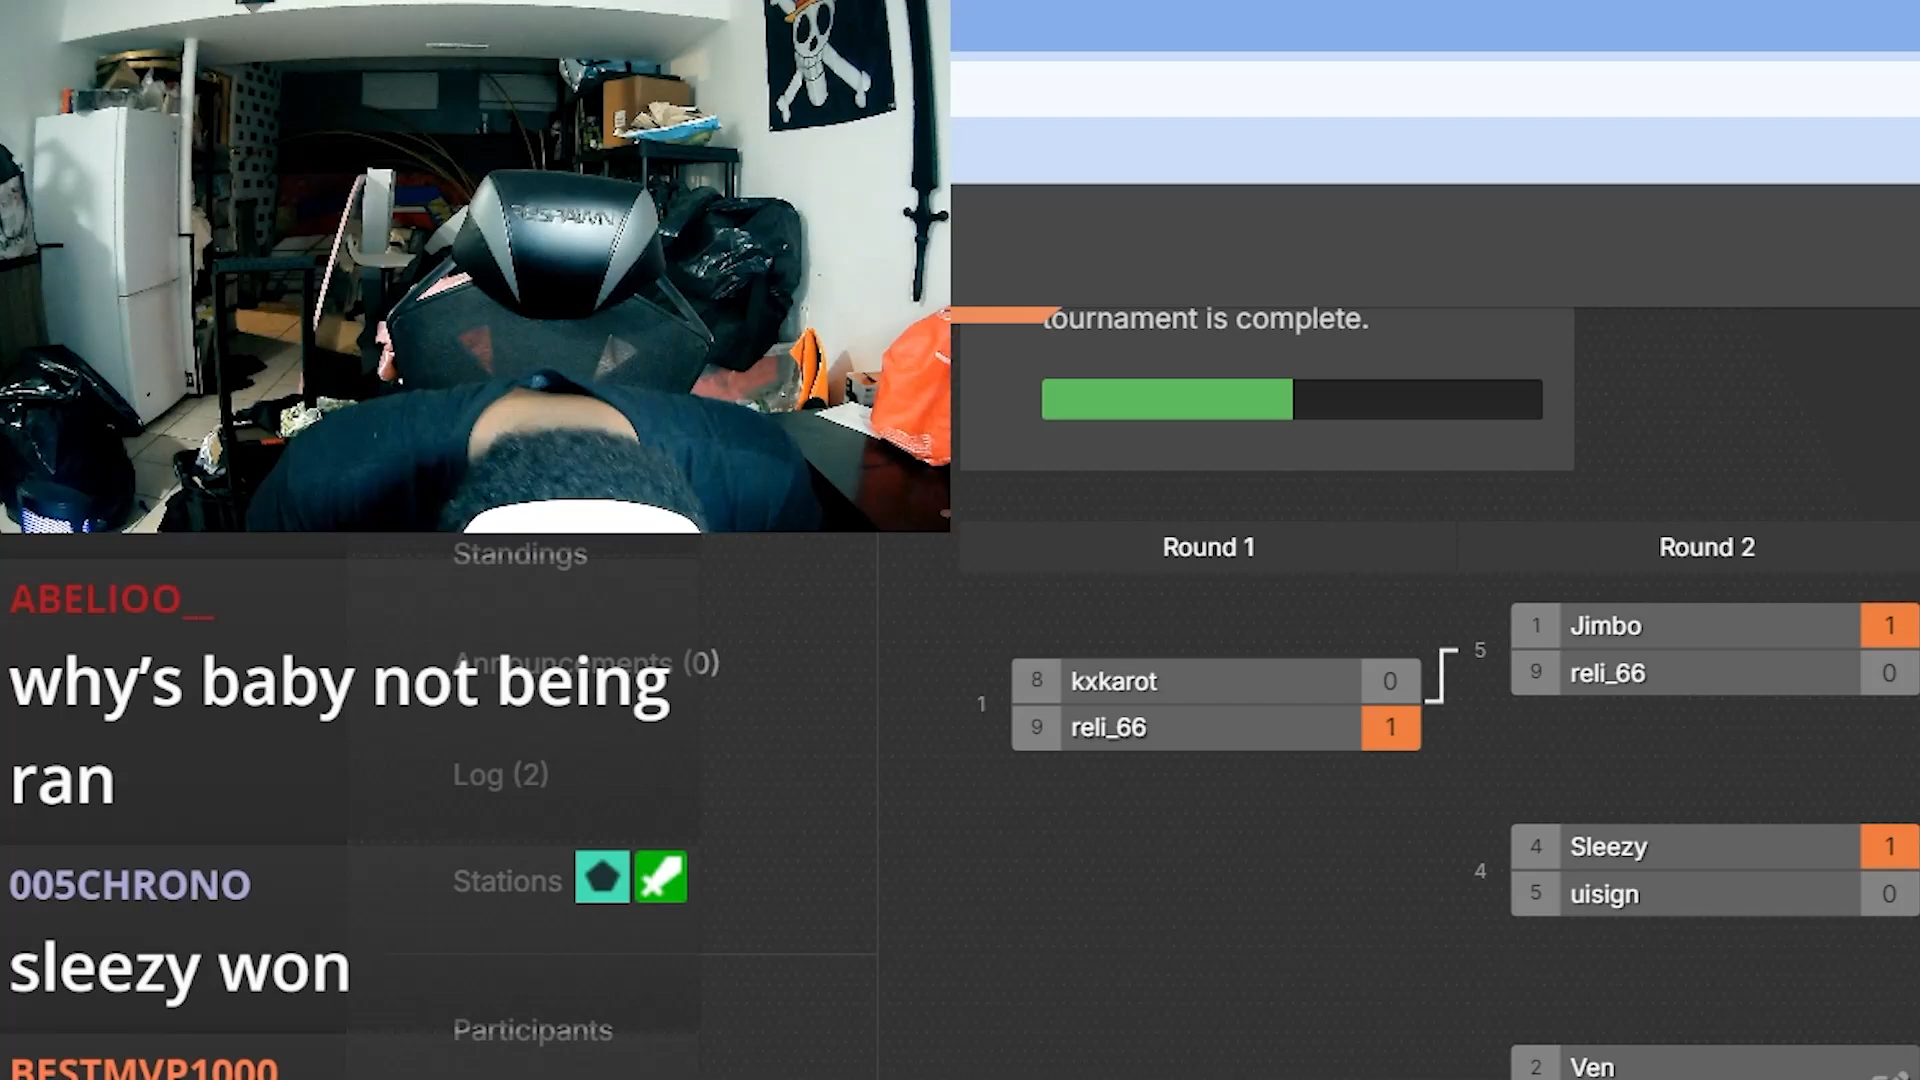 RESPAWN
tournament is complete.
Round 1
Round 2
Standings
Announcements (0)
Log (2)
Stations
Participants
ABELIOO__
why's baby not being
ran
005CHRONO
sleezy won
BESTMVP1000
1
8 kxkarot 0
9 reli_66 1
5
1 Jimbo 1
9 reli_66 0
4
4 Sleezy 1
5 uisign 0
2 Ven